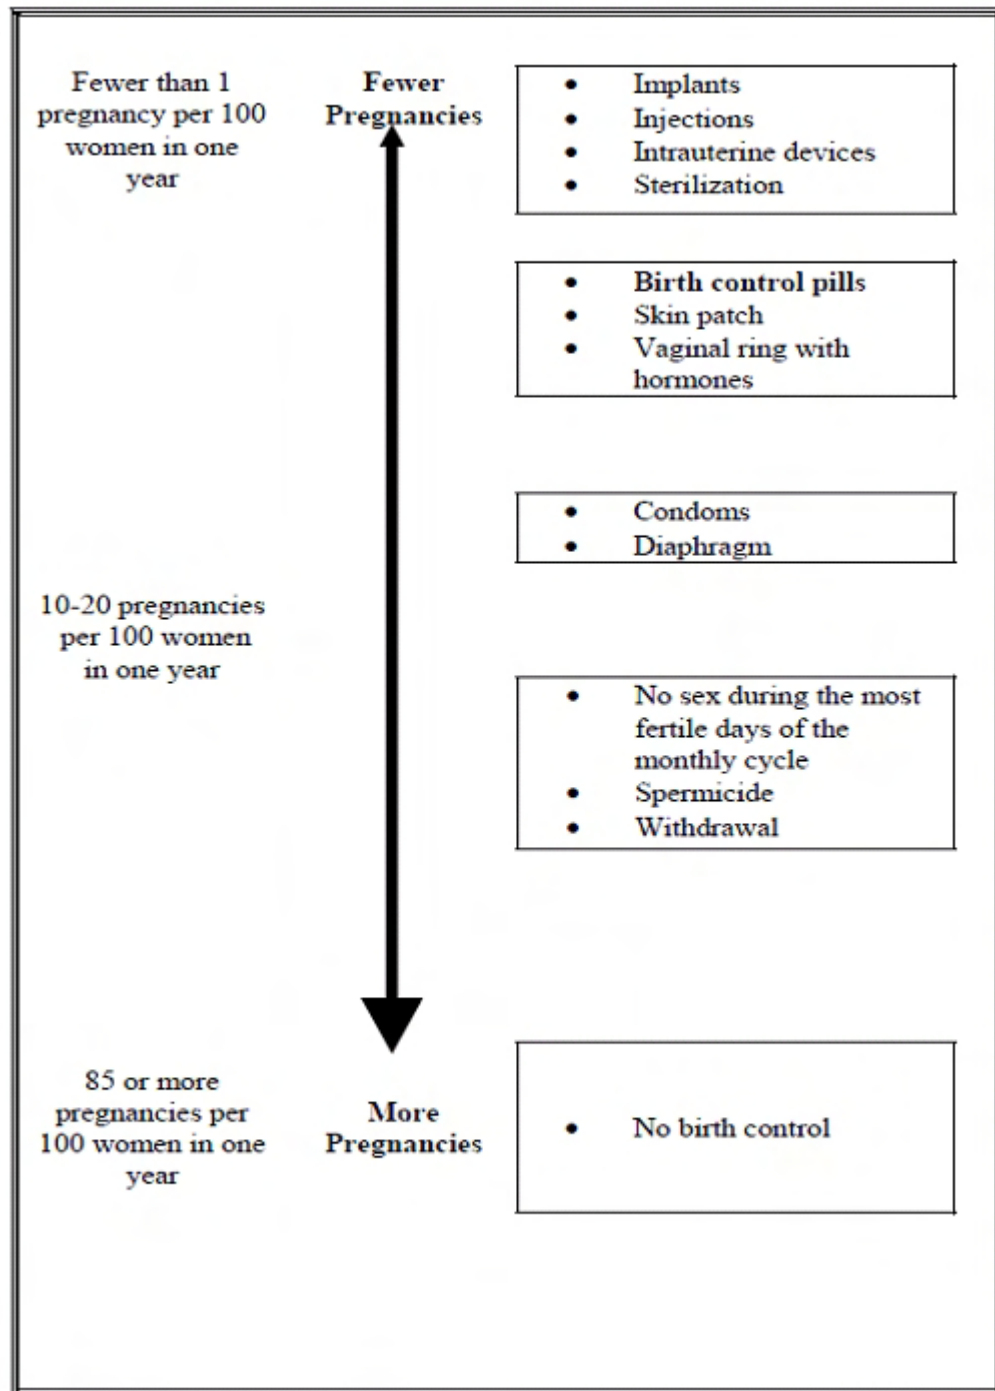 Fewer than 1
pregnancy per 100
women in one
year
Fewer
Pregnancies
• Implants
• Injections
• Intrauterine devices
• Sterilization
• Birth control pills
• Skin patch
• Vaginal ring with
hormones
• Condoms
• Diaphragm
10-20 pregnancies
per 100 women
in one year
• No sex during the most
fertile days of the
monthly cycle
• Spermicide
• Withdrawal
85 or more
pregnancies per
100 women in one
year
More
Pregnancies
• No birth control